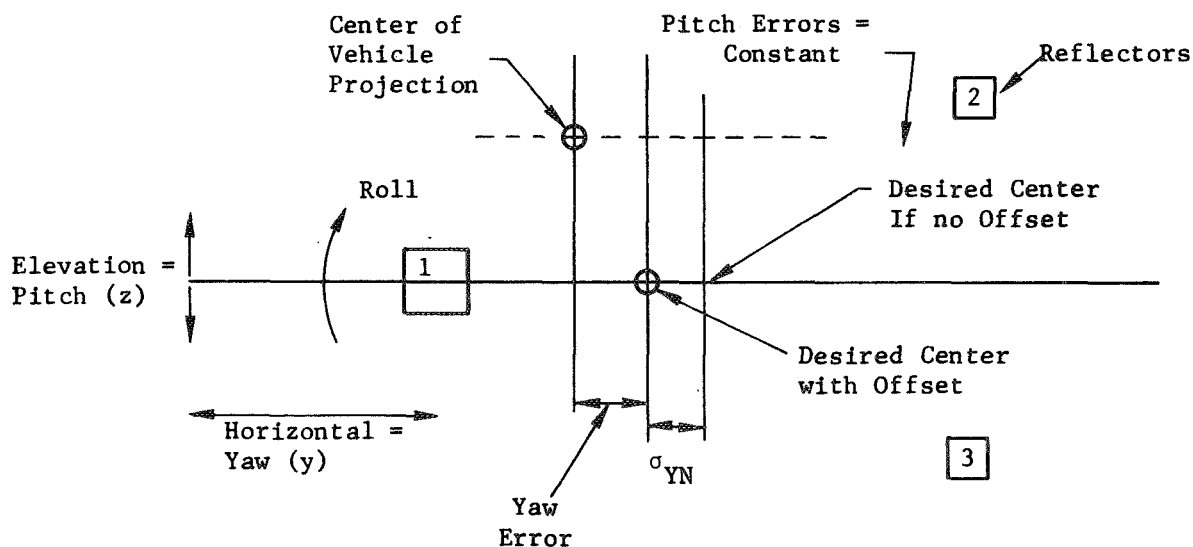 Center of
Vehicle
Projection
Pitch Errors =
Constant
Reflectors
2
Roll
Desired Center
If no Offset
Elevation =
Pitch (z)
1
Desired Center
with Offset
Horizontal =
Yaw (y)
σYN
3
Yaw
Error